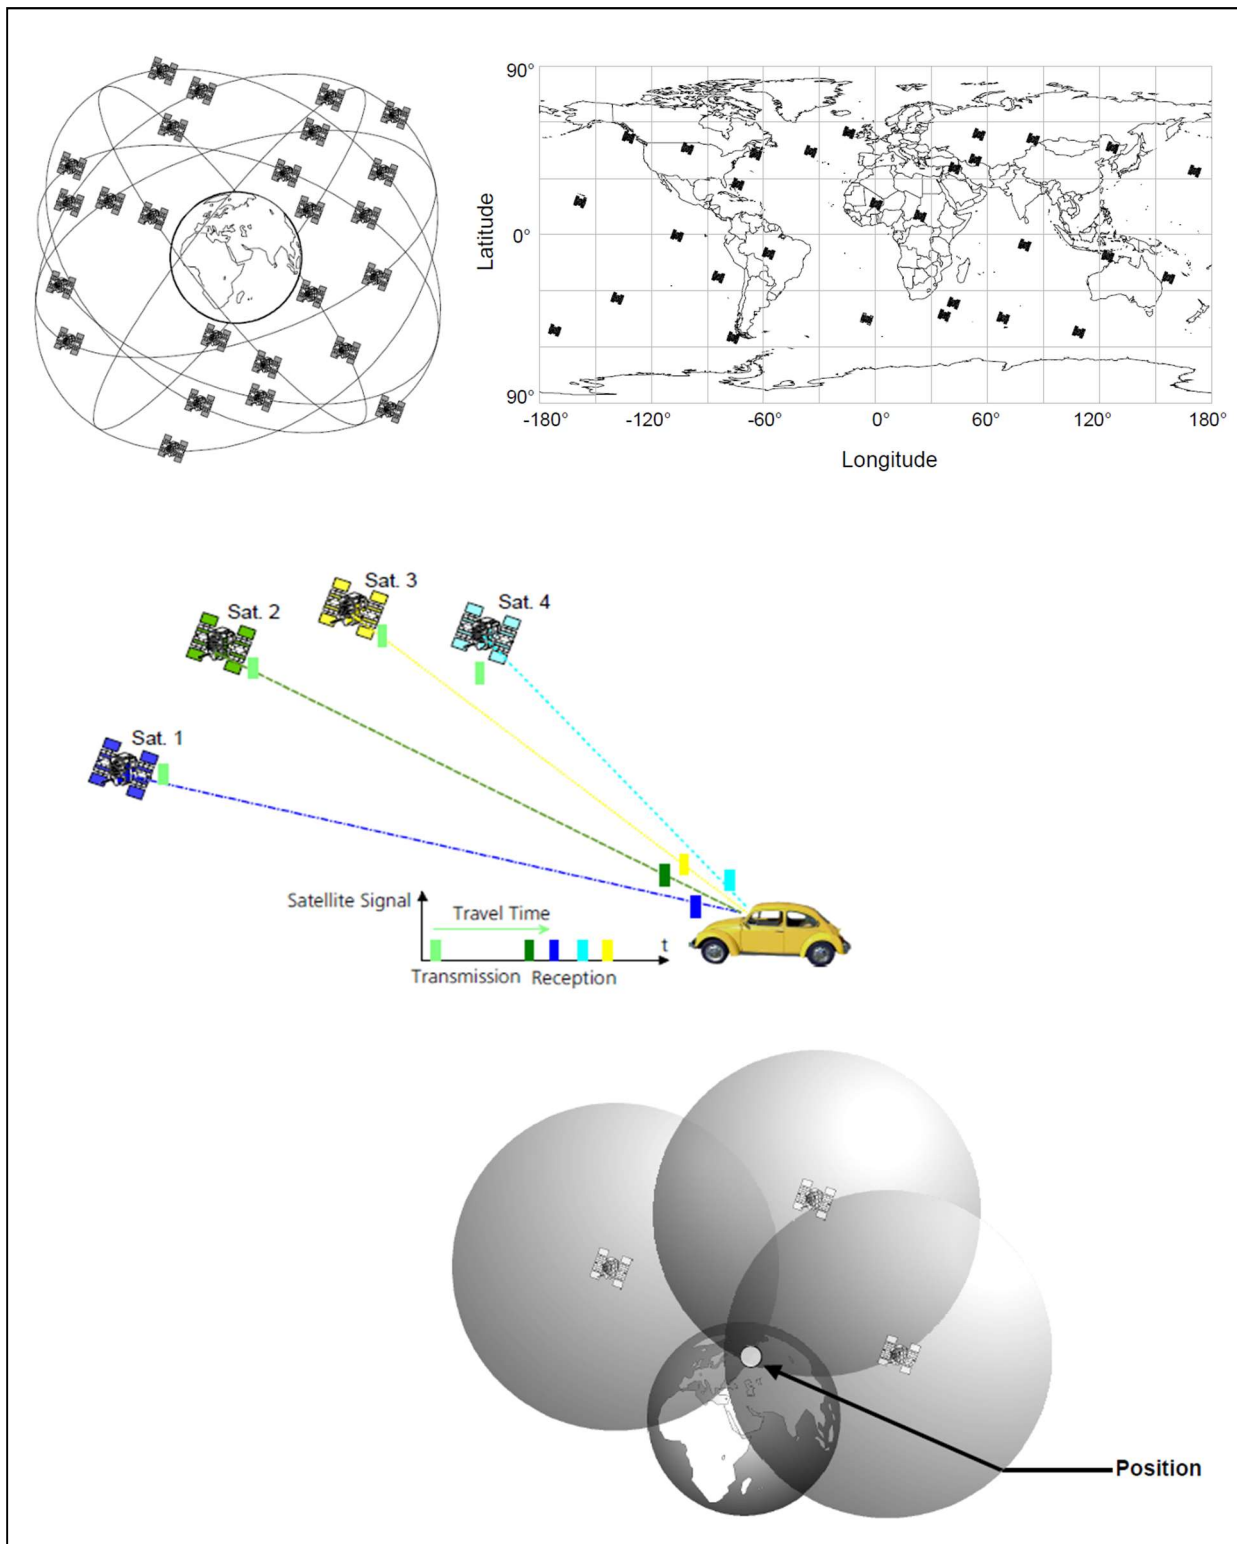 90°
Latitude
0°
90°
-180°
-120°
-60°
0°
60°
120°
180°
Longitude
Sat. 3
Sat. 4
Sat. 2
Sat. 1
Satellite Signal
Travel Time
t
Transmission
Reception
Position